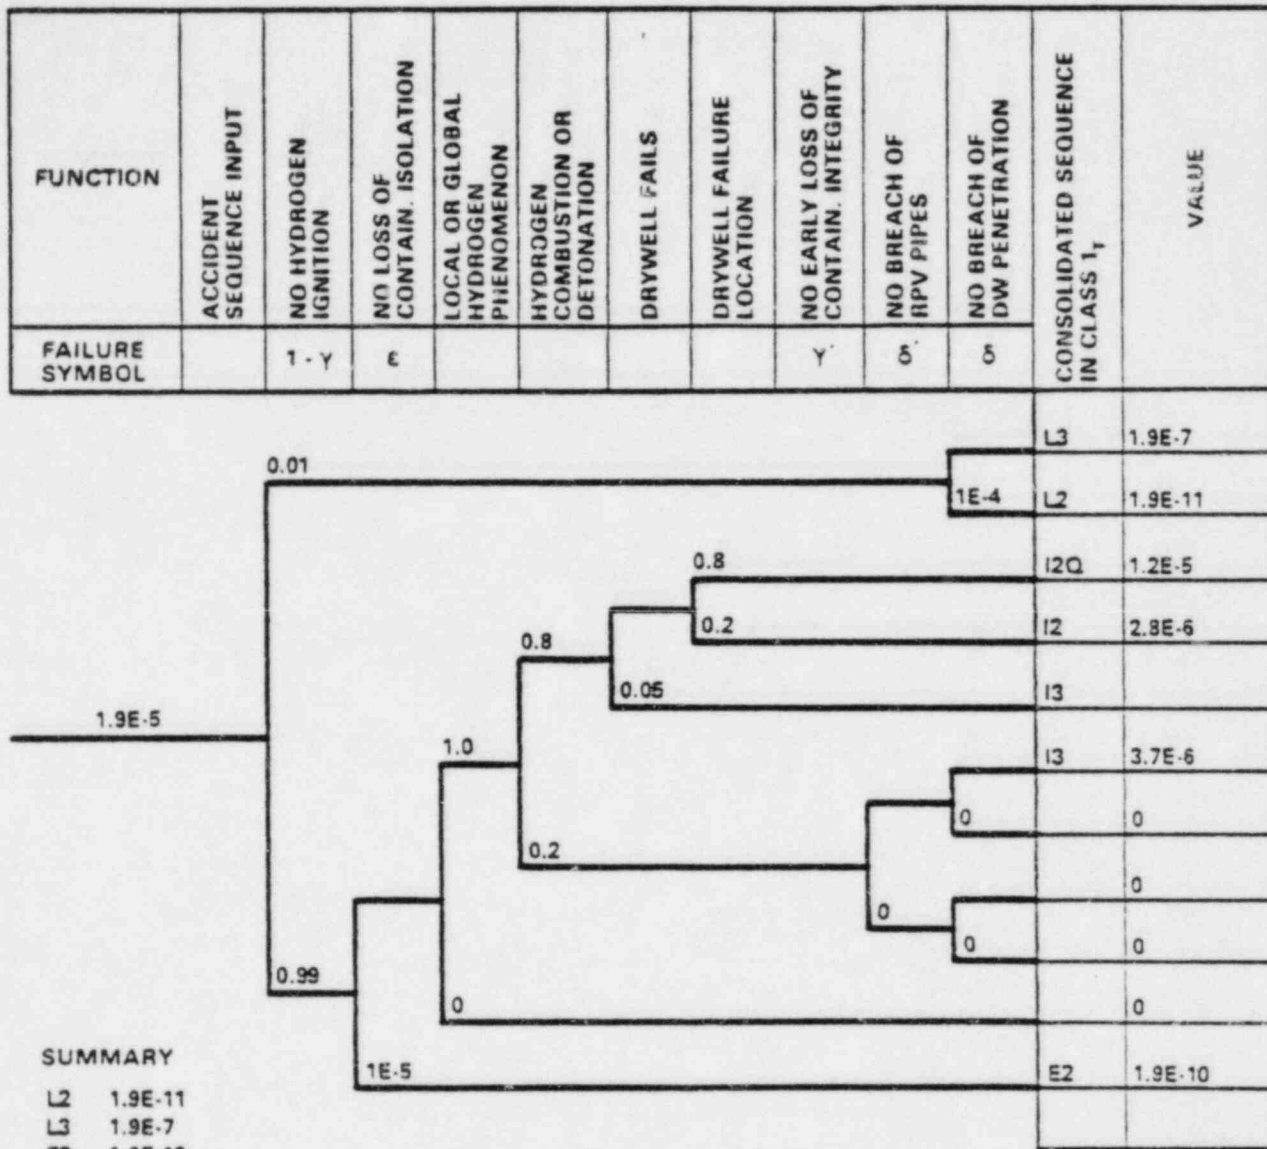 FUNCTION
ACCIDENT
SEQUENCE INPUT
NO HYDROGEN
IGNITION
NO LOSS OF
CONTAIN. ISOLATION
LOCAL OR GLOBAL
HYDROGEN
PHENOMENON
HYDROGEN
COMBUSTION OR
DETONATION
DRYWELL FAILS
DRYWELL FAILURE
LOCATION
NO EARLY LOSS OF
CONTAIN. INTEGRITY
NO BREACH OF
RPV PIPES
NO BREACH OF
DW PENETRATION
CONSOLIDATED SEQUENCE
IN CLASS 1T
VALUE
FAILURE
SYMBOL
1 - γ
ε
γ'
δ'
δ
L3 1.9E-7
0.01
1E-4 L2 1.9E-11
0.8 I2Q 1.2E-5
0.2 I2 2.8E-6
0.8
0.05 I3
1.9E-5
1.0 I3 3.7E-6
0 0
0.2 0
0
0 0
0.99
0 0
1E-5 E2 1.9E-10
SUMMARY
L2 1.9E-11
L3 1.9E-7